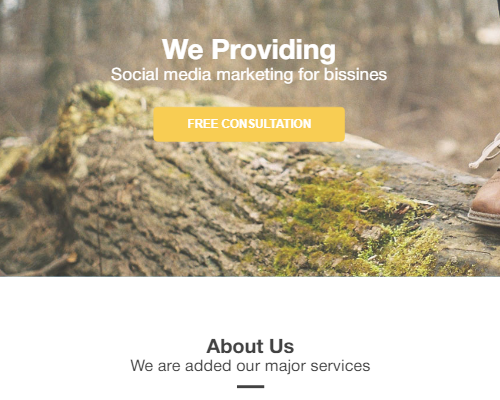 We Providing
Social media marketing for bissines
FREE CONSULTATION
About Us
We are added our major services